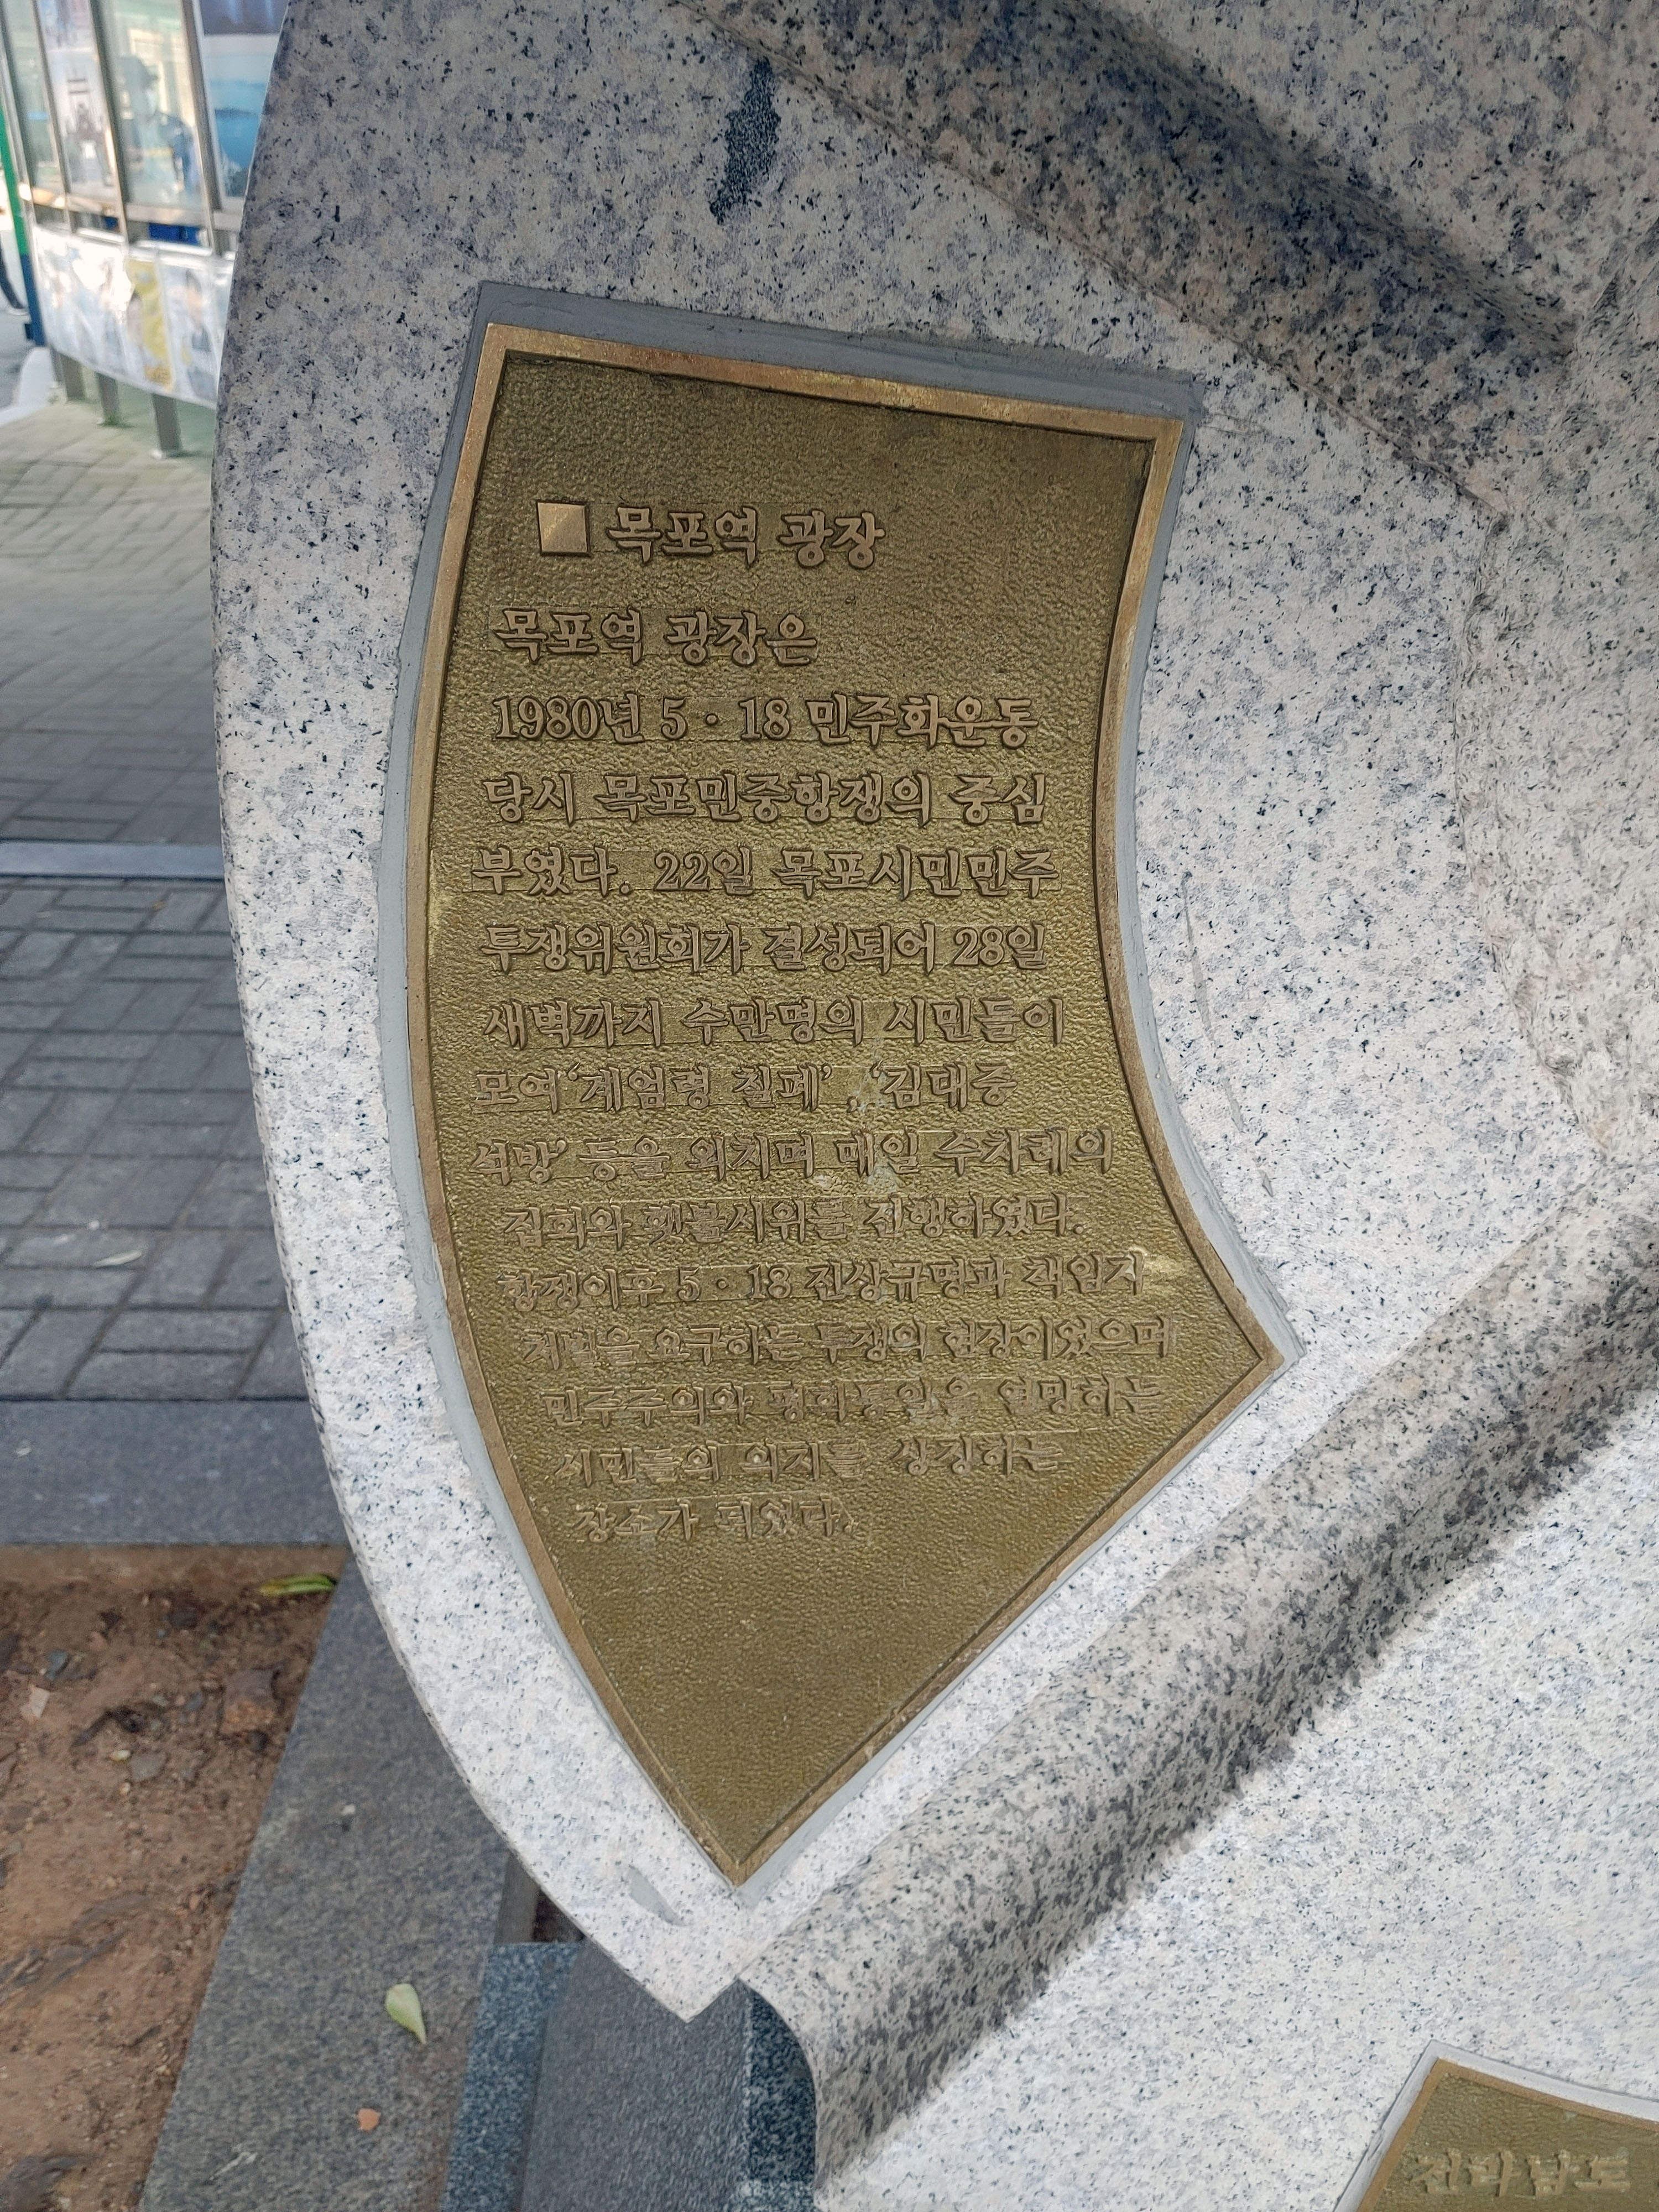 목포역 광장
목포역 광장은
1980년 5·18 민주화운동
당시 목포민중항쟁의 중심
부였다. 22일 목포시민민주
투쟁위원회가 결성되어 28일
새벽까지 수만명의 시민들이
모여 '계엄령 철폐', '김대중
석방' 등을 외치며 매일 수차례의
집회와 횃불시위를 진행하였다.
항쟁이후 5·18 진상규명과 책임자
처벌을 요구하는 투쟁의 현장이었으며
민주주의와 평화통일을 열망하는
시민들의 의지를 상징하는
장소가 되었다.
전라남도